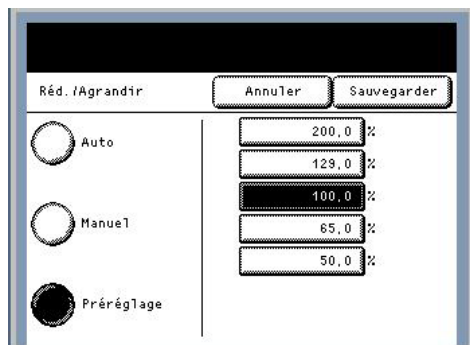 Réd./Agrandir Annuler Sauvegarder
Auto
Manuel
Préréglage
200,0 %
129,0 %
100,0 %
65,0 %
50,0 %